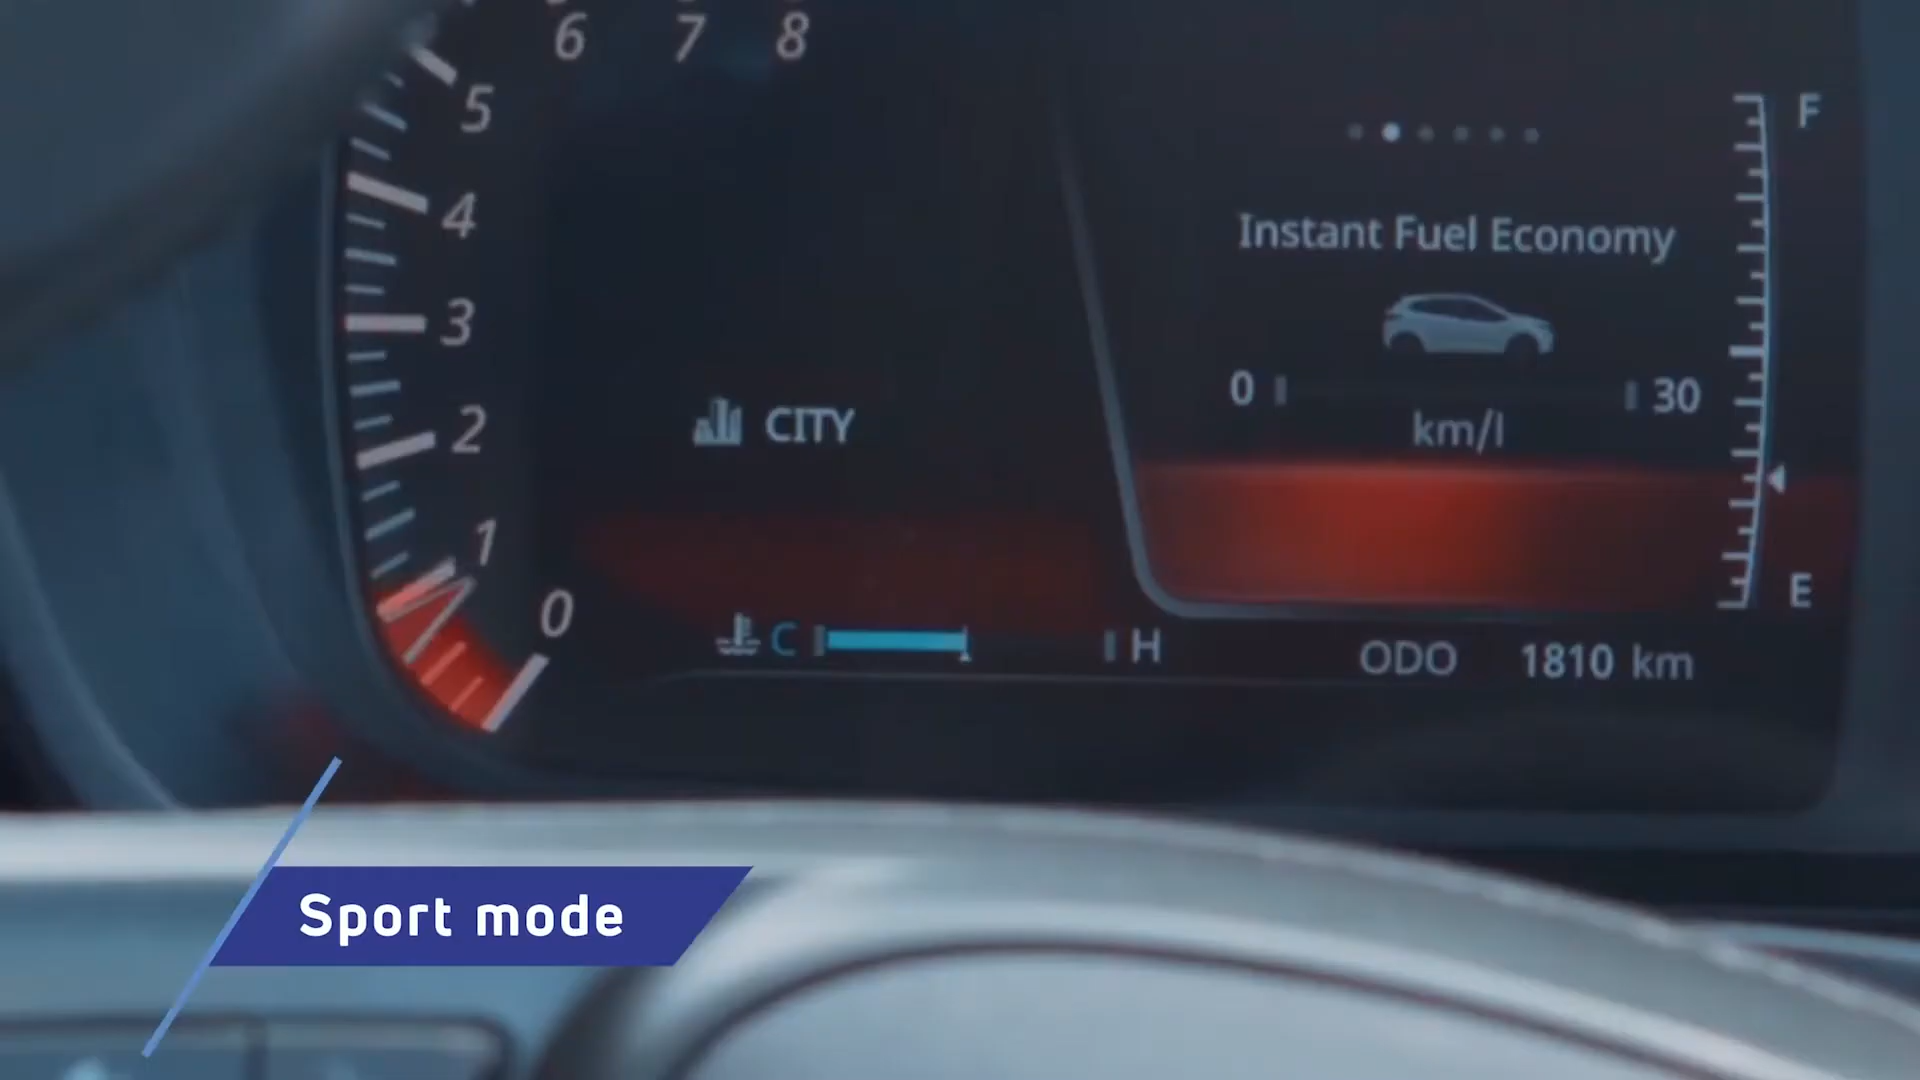 6 7 8
5
4
3
2
1
0
CITY
C H
F
Instant Fuel Economy
0 30
km/l
E
ODO 1810 km
Sport mode